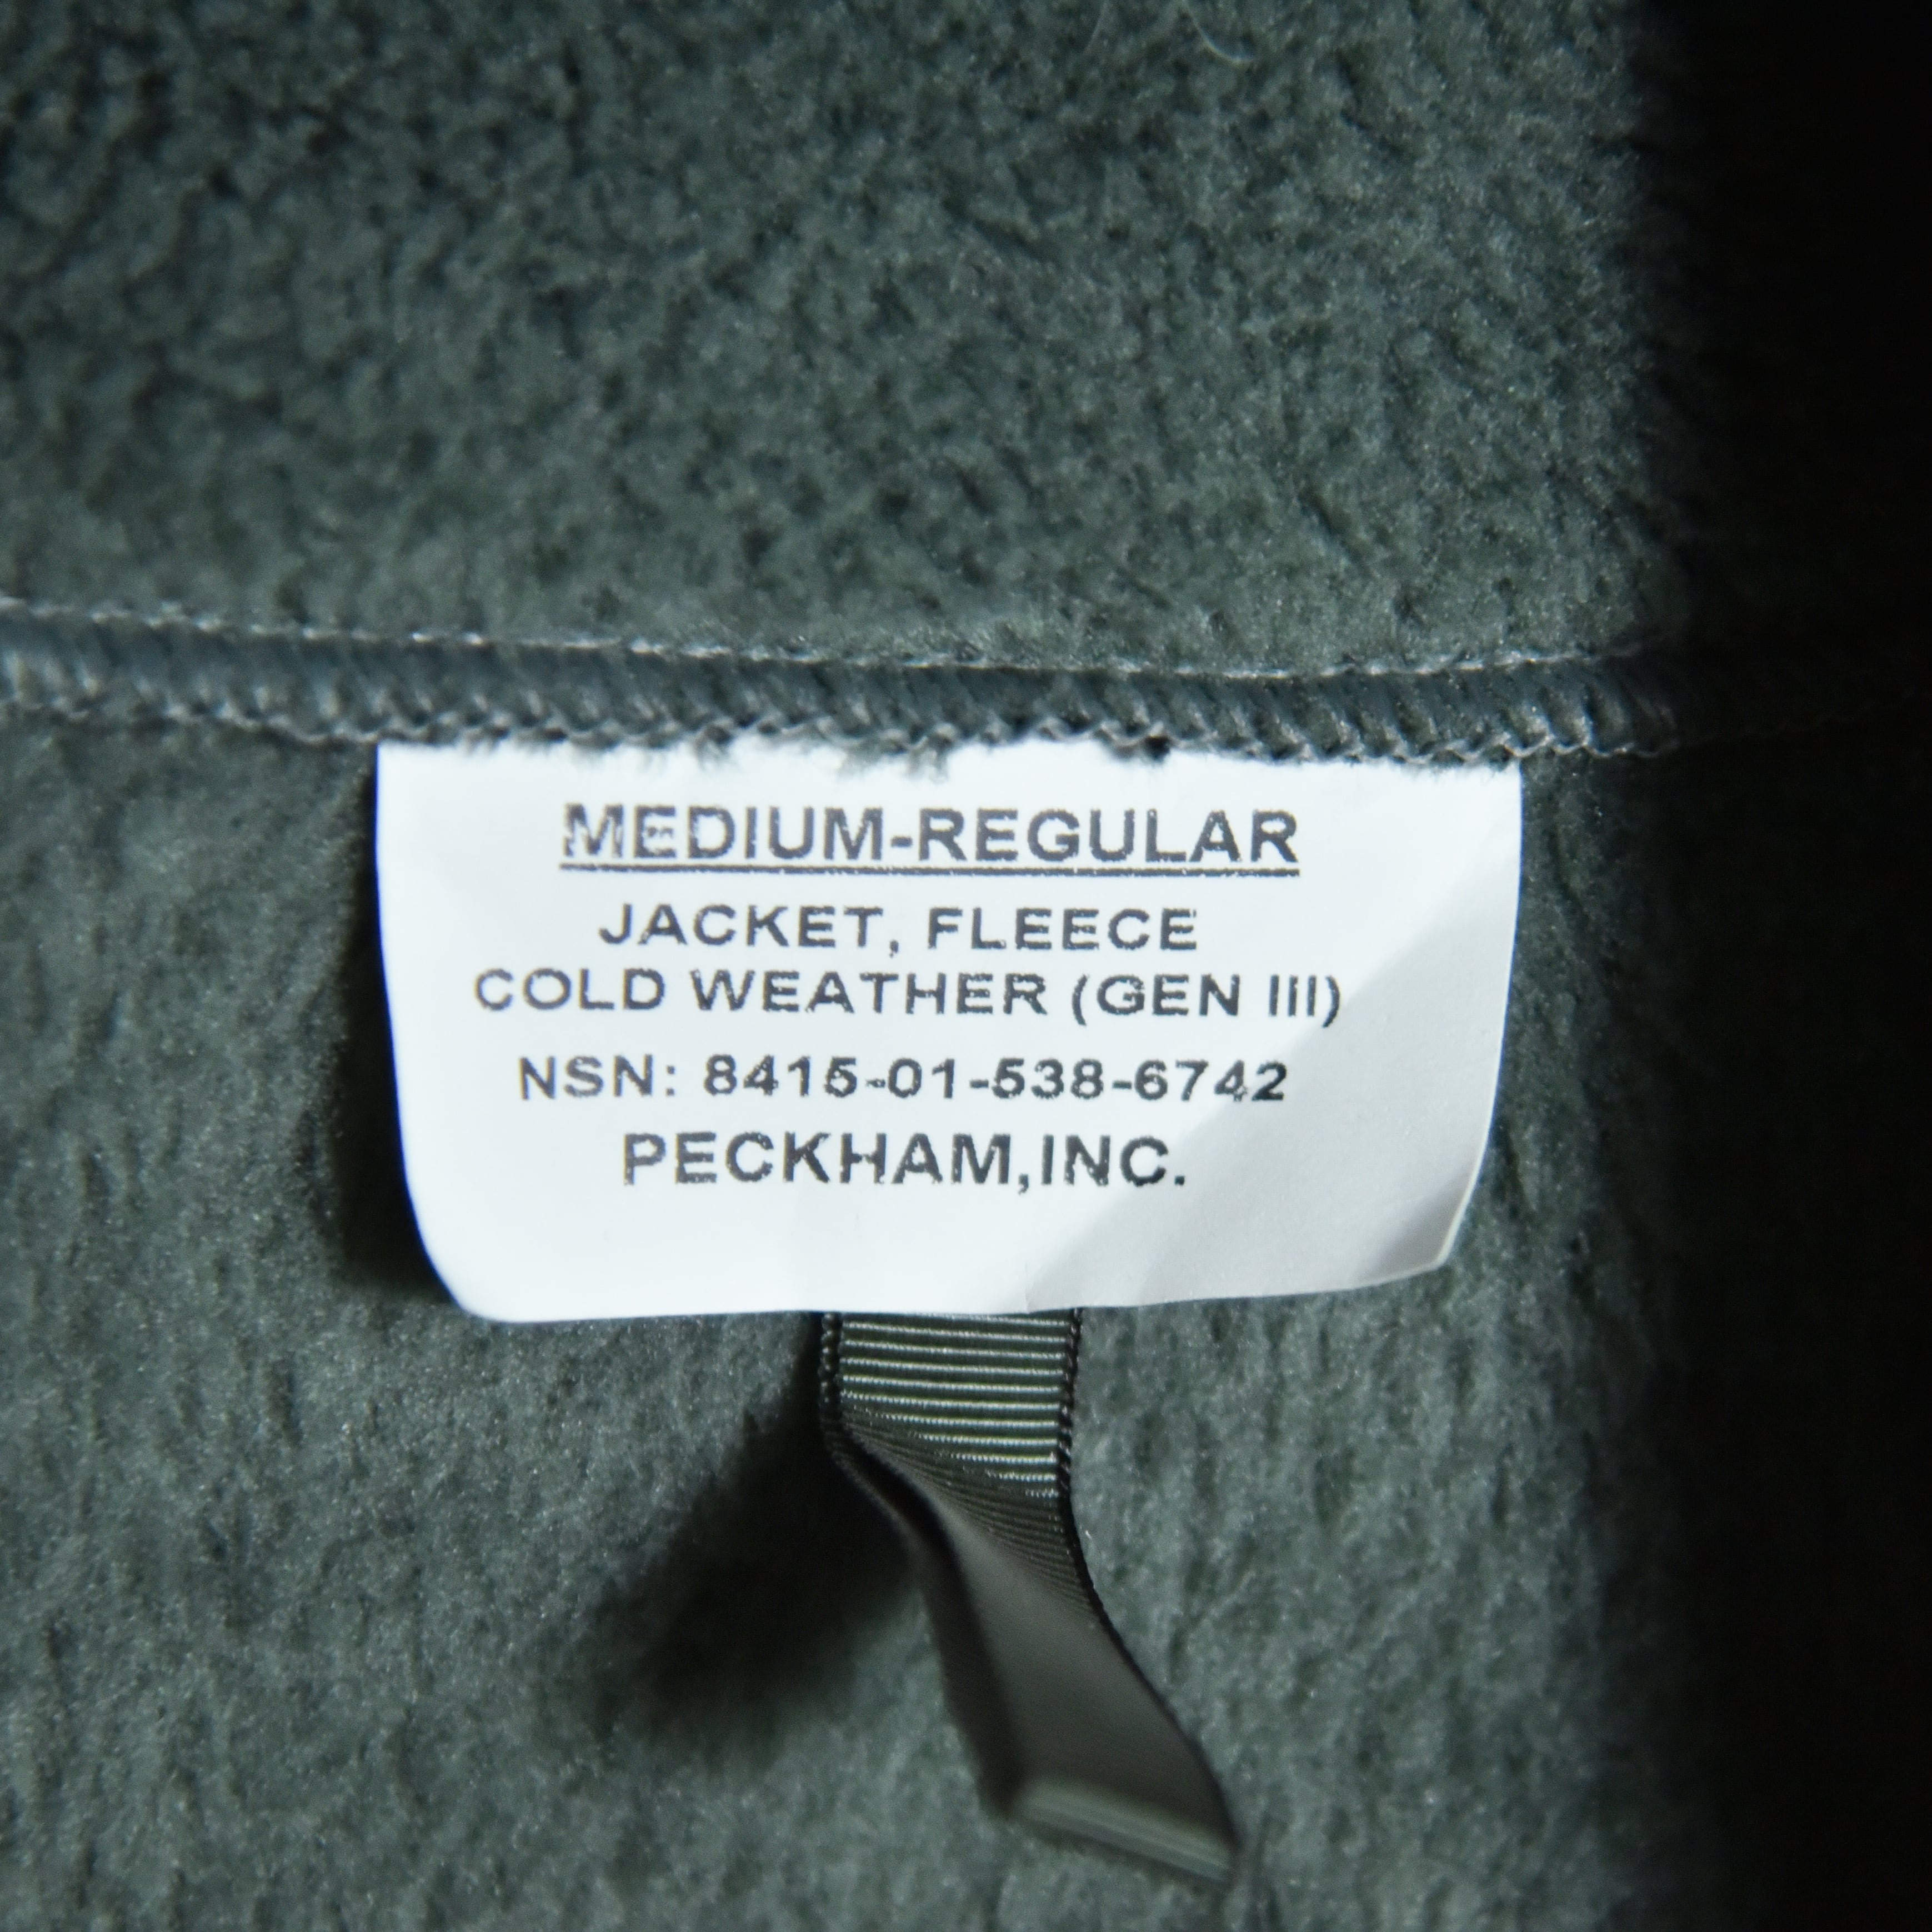 MEDIUM-REGULAR
JACKET, FLEECE
COLD WEATHER (GEN III)
NSN: 8415-01-538-6742
PECKHAM,INC.